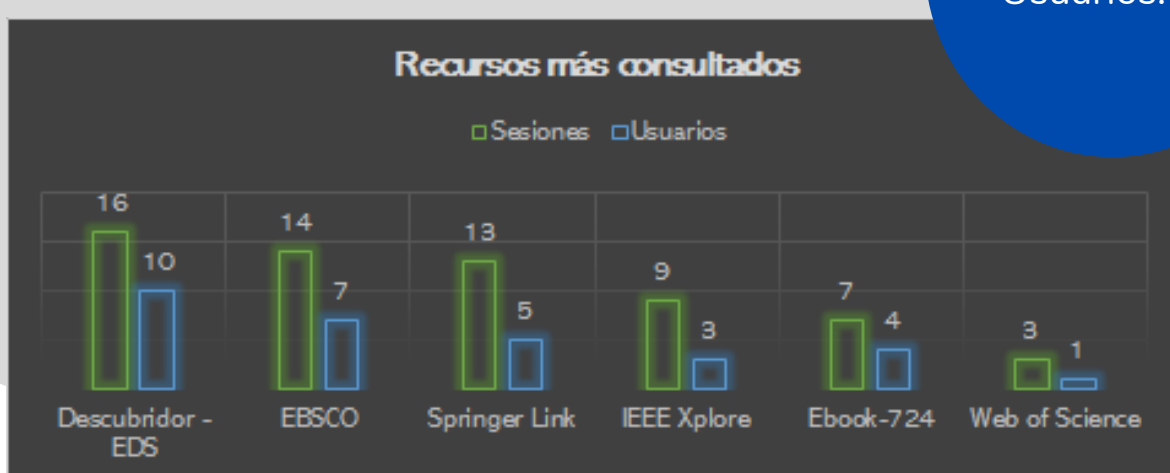 Usuarios.
Recursos más consultados
Sesiones Usuarios
16 10 14 7 13 5 9 3 7 4 3 1
Descubridor - EDS EBSCO Springer Link IEEE Xplore Ebook-724 Web of Science